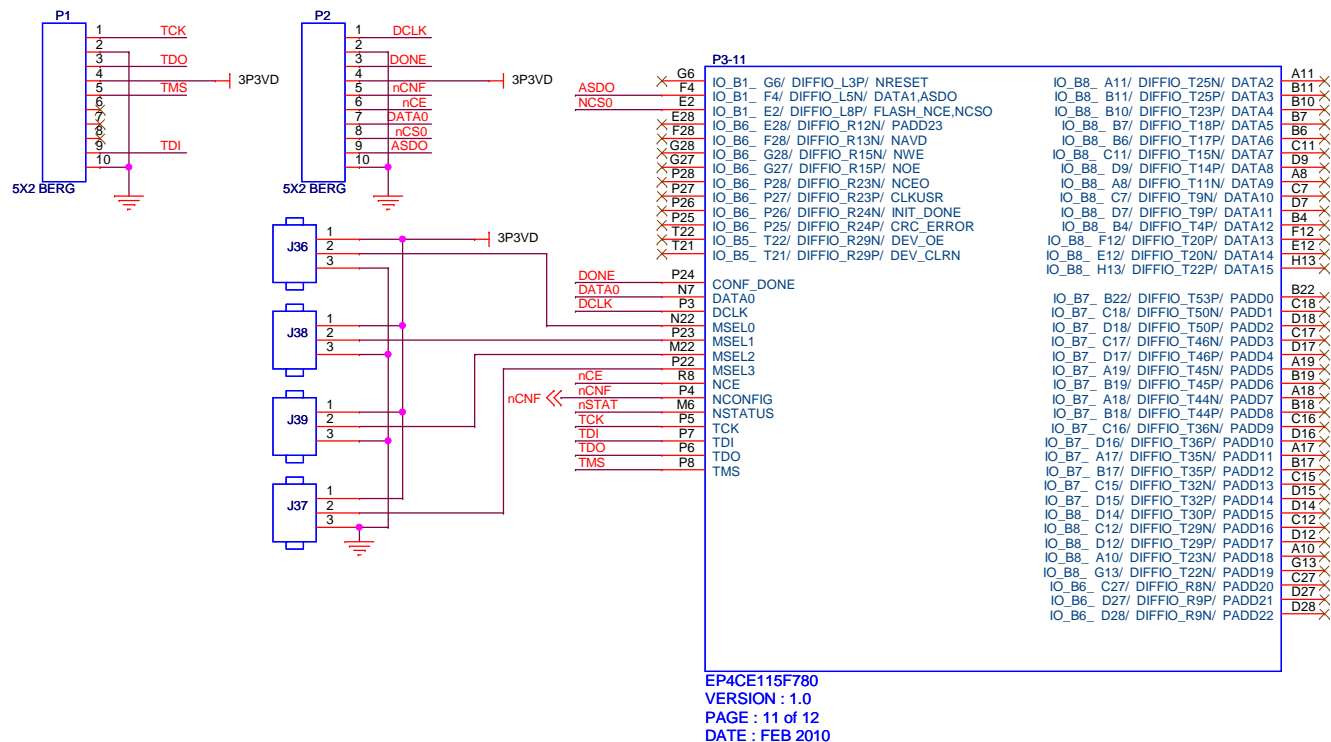 P1
1 TCK
2
3 TDO
4 3P3VD
5 TMS
6
7
8
9 TDI
10
5X2 BERG
P2
1 DCLK
2
3 DONE
4 3P3VD
5 nCNF
6 nCE
7 DATA0
8 nCS0
9 ASDO
10
5X2 BERG
J36
1 3P3VD
2
3
J38
1
2
3
J39
1
2
3
J37
1
2
3
P3-11
G6 IO_B1_ G6/ DIFFIO_L3P/ NRESET
ASDO F4 IO_B1_ F4/ DIFFIO_L5N/ DATA1,ASDO
NCS0 E2 IO_B1_ E2/ DIFFIO_L8P/ FLASH_NCE,NCSO
E28 IO_B6_ E28/ DIFFIO_R12N/ PADD23
F28 IO_B6_ F28/ DIFFIO_R13N/ NAVD
G28 IO_B6_ G28/ DIFFIO_R15N/ NWE
G27 IO_B6_ G27/ DIFFIO_R15P/ NOE
P28 IO_B6_ P28/ DIFFIO_R23N/ NCEO
P27 IO_B6_ P27/ DIFFIO_R23P/ CLKUSR
P26 IO_B6_ P26/ DIFFIO_R24N/ INIT_DONE
P25 IO_B6_ P25/ DIFFIO_R24P/ CRC_ERROR
T22 IO_B5_ T22/ DIFFIO_R29N/ DEV_OE
T21 IO_B5_ T21/ DIFFIO_R29P/ DEV_CLRN
DONE P24 CONF_DONE
DATA0 N7 DATA0
DCLK P3 DCLK
N22 MSEL0
P23 MSEL1
M22 MSEL2
P22 MSEL3
nCE R8 NCE
nCNF nCNF P4 NCONFIG
nSTAT M6 NSTATUS
TCK P5 TCK
TDI P7 TDI
TDO P6 TDO
TMS P8 TMS
IO_B8_ A11/ DIFFIO_T25N/ DATA2 A11
IO_B8_ B11/ DIFFIO_T25P/ DATA3 B11
IO_B8_ B10/ DIFFIO_T23P/ DATA4 B10
IO_B8_ B7/ DIFFIO_T18P/ DATA5 B7
IO_B8_ B6/ DIFFIO_T17P/ DATA6 B6
IO_B8_ C11/ DIFFIO_T15N/ DATA7 C11
IO_B8_ D9/ DIFFIO_T14P/ DATA8 D9
IO_B8_ A8/ DIFFIO_T11N/ DATA9 A8
IO_B8_ C7/ DIFFIO_T9N/ DATA10 C7
IO_B8_ D7/ DIFFIO_T9P/ DATA11 D7
IO_B8_ B4/ DIFFIO_T4P/ DATA12 B4
IO_B8_ F12/ DIFFIO_T20P/ DATA13 F12
IO_B8_ E12/ DIFFIO_T20N/ DATA14 E12
IO_B8_ H13/ DIFFIO_T22P/ DATA15 H13
IO_B7_ B22/ DIFFIO_T53P/ PADD0 B22
IO_B7_ C18/ DIFFIO_T50N/ PADD1 C18
IO_B7_ D18/ DIFFIO_T50P/ PADD2 D18
IO_B7_ C17/ DIFFIO_T46N/ PADD3 C17
IO_B7_ D17/ DIFFIO_T46P/ PADD4 D17
IO_B7_ A19/ DIFFIO_T45N/ PADD5 A19
IO_B7_ B19/ DIFFIO_T45P/ PADD6 B19
IO_B7_ A18/ DIFFIO_T44N/ PADD7 A18
IO_B7_ B18/ DIFFIO_T44P/ PADD8 B18
IO_B7_ C16/ DIFFIO_T36N/ PADD9 C16
IO_B7_ D16/ DIFFIO_T36P/ PADD10 D16
IO_B7_ A17/ DIFFIO_T35N/ PADD11 A17
IO_B7_ B17/ DIFFIO_T35P/ PADD12 B17
IO_B7_ C15/ DIFFIO_T32N/ PADD13 C15
IO_B7_ D15/ DIFFIO_T32P/ PADD14 D15
IO_B8_ D14/ DIFFIO_T30P/ PADD15 D14
IO_B8_ C12/ DIFFIO_T29N/ PADD16 C12
IO_B8_ D12/ DIFFIO_T29P/ PADD17 D12
IO_B8_ A10/ DIFFIO_T23N/ PADD18 A10
IO_B8_ G13/ DIFFIO_T22N/ PADD19 G13
IO_B6_ C27/ DIFFIO_R8N/ PADD20 C27
IO_B6_ D27/ DIFFIO_R9P/ PADD21 D27
IO_B6_ D28/ DIFFIO_R9N/ PADD22 D28
EP4CE115F780
VERSION : 1.0
PAGE : 11 of 12
DATE : FEB 2010